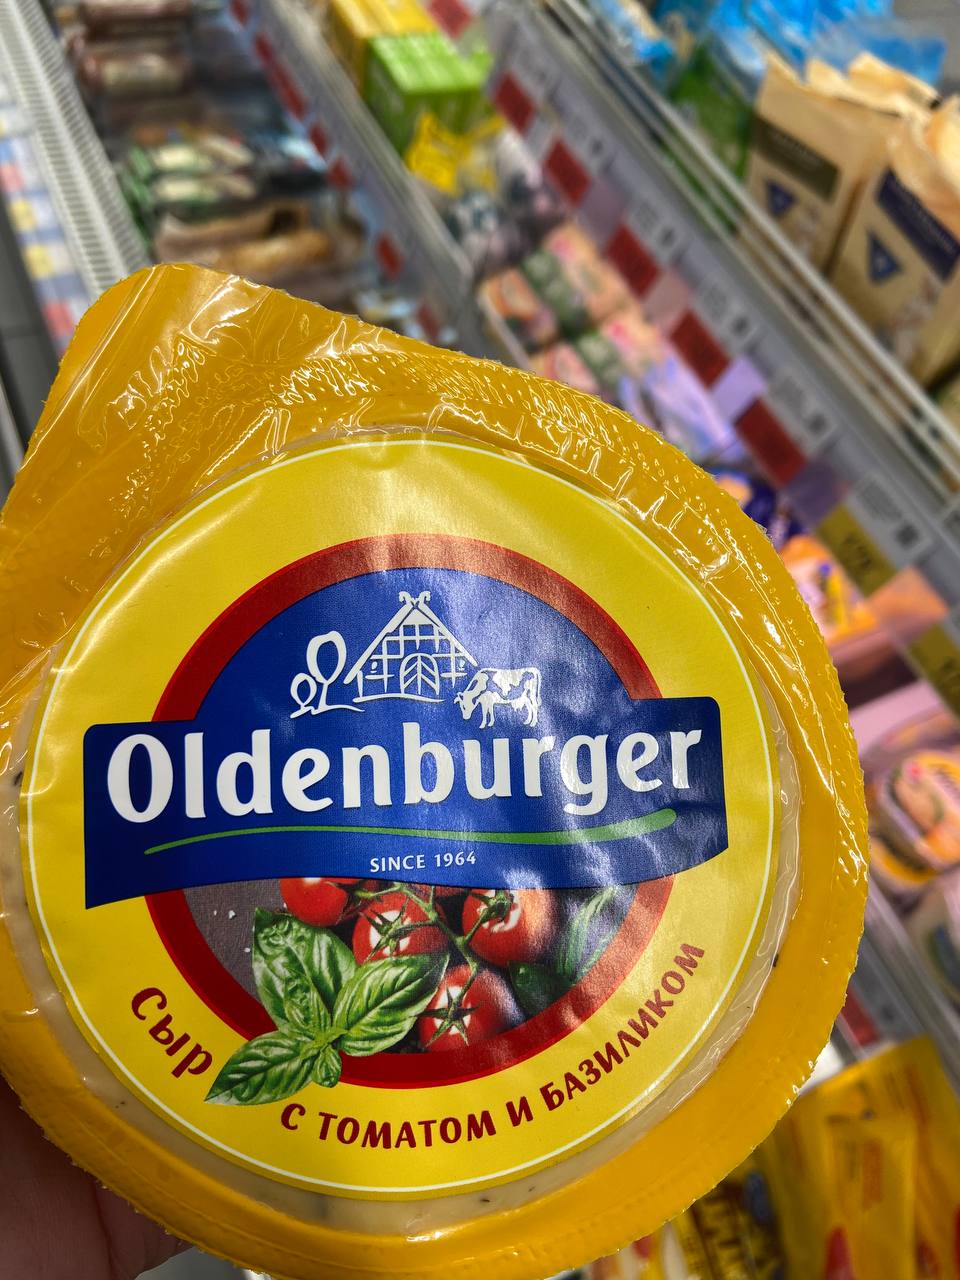 Oldenburger
SINCE 1964
Сыр
С ТОМАТОМ И БАЗИЛИКОМ